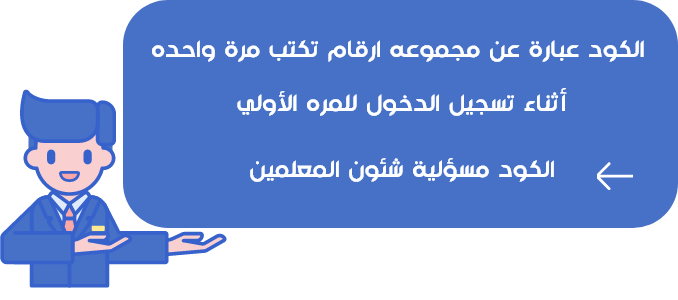 الكود عبارة عن مجموعه ارقام تكتب مرة واحده
أثناء تسجيل الدخول للمره الأولي
الكود مسؤلية شئون المعلمين